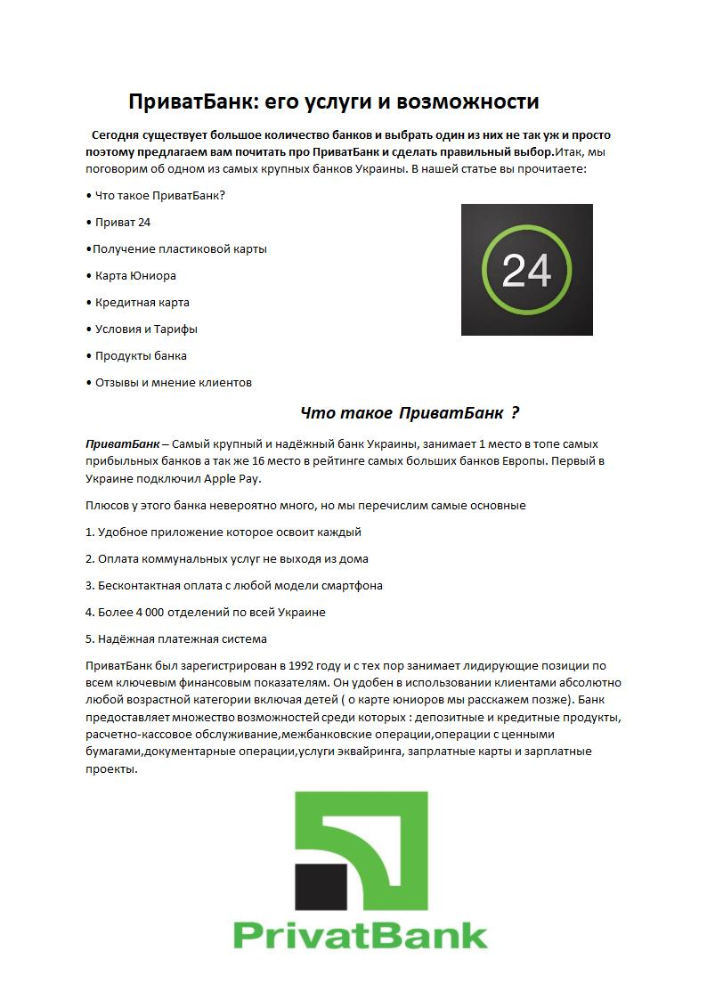 ПриватБанк: его услуги и возможности
Сегодня существует большое количество банков и выбрать один из них не так уж и просто
поэтому предлагаем вам почитать про ПриватБанк и сделать правильный выбор.Итак, мы
поговорим об одном из самых крупных банков Украины. В нашей статье вы прочитаете:
• Что такое ПриватБанк?
• Приват 24
•Получение пластиковой карты
• Карта Юниора
• Кредитная карта
• Условия и Тарифы
• Продукты банка
• Отзывы и мнение клиентов
24
Что такое ПриватБанк ?
ПриватБанк – Самый крупный и надёжный банк Украины, занимает 1 место в топе самых
прибыльных банков а так же 16 место в рейтинге самых больших банков Европы. Первый в
Украине подключил Apple Pay.
Плюсов у этого банка невероятно много, но мы перечислим самые основные
1. Удобное приложение которое освоит каждый
2. Оплата коммунальных услуг не выходя из дома
3. Бесконтактная оплата с любой модели смартфона
4. Более 4 000 отделений по всей Украине
5. Надёжная платежная система
ПриватБанк был зарегистрирован в 1992 году и с тех пор занимает лидирующие позиции по
всем ключевым финансовым показателям. Он удобен в использовании клиентами абсолютно
любой возрастной категории включая детей ( о карте юниоров мы расскажем позже). Банк
предоставляет множество возможностей среди которых : депозитные и кредитные продукты,
расчетно-кассовое обслуживание,межбанковские операции,операции с ценными
бумагами,документарные операции,услуги эквайринга, запрлатные карты и зарплатные
проекты.
PrivatBank